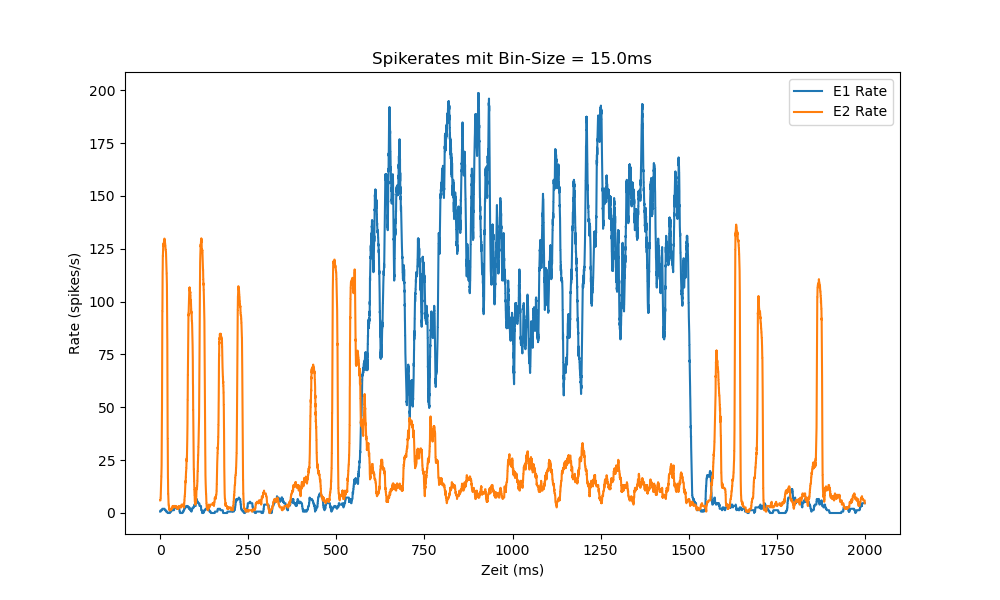 Spikerates mit Bin-Size = 15.0ms
E1 Rate
E2 Rate
Rate (spikes/s)
200
175
150
125
100
75
50
25
0
0 250 500 750 1000 1250 1500 1750 2000
Zeit (ms)